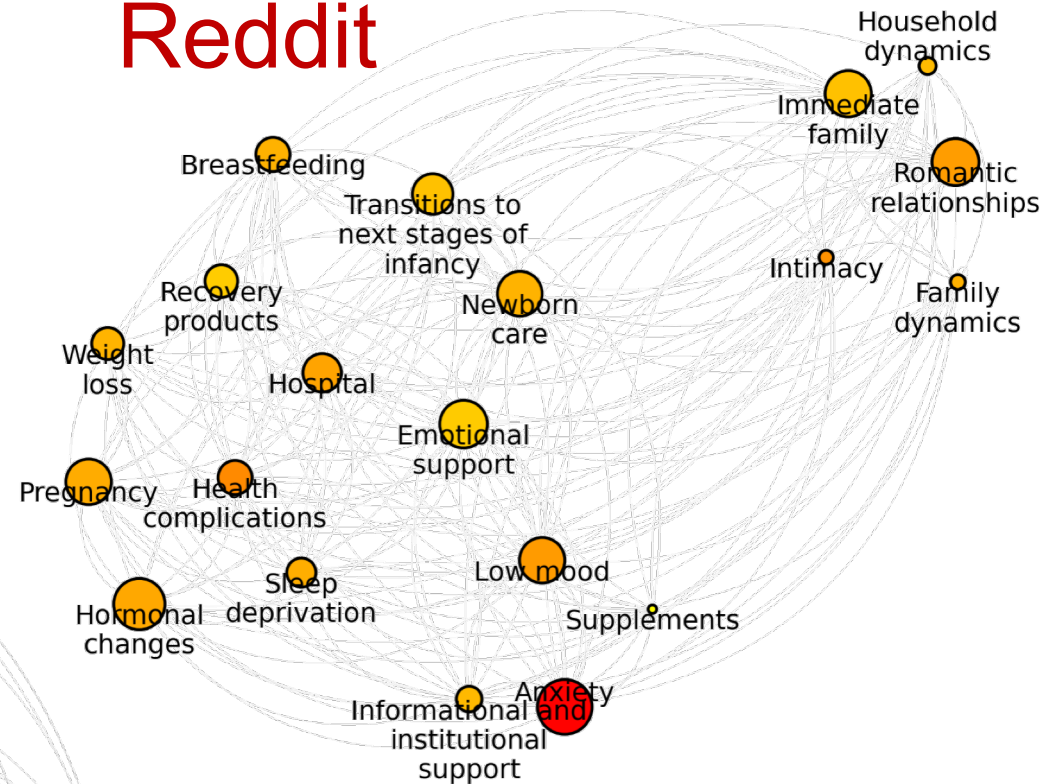 Reddit
Household
dynamics
Immediate
family
Romantic
relationships
Breastfeeding
Transitions to
next stages of
infancy
Intimacy
Family
dynamics
Recovery
products
Newborn
care
Weight
loss
Hospital
Emotional
support
Pregnancy
Health
complications
Low mood
Sleep
deprivation
Hormonal
changes
Supplements
Anxiety
Informational and
institutional
support